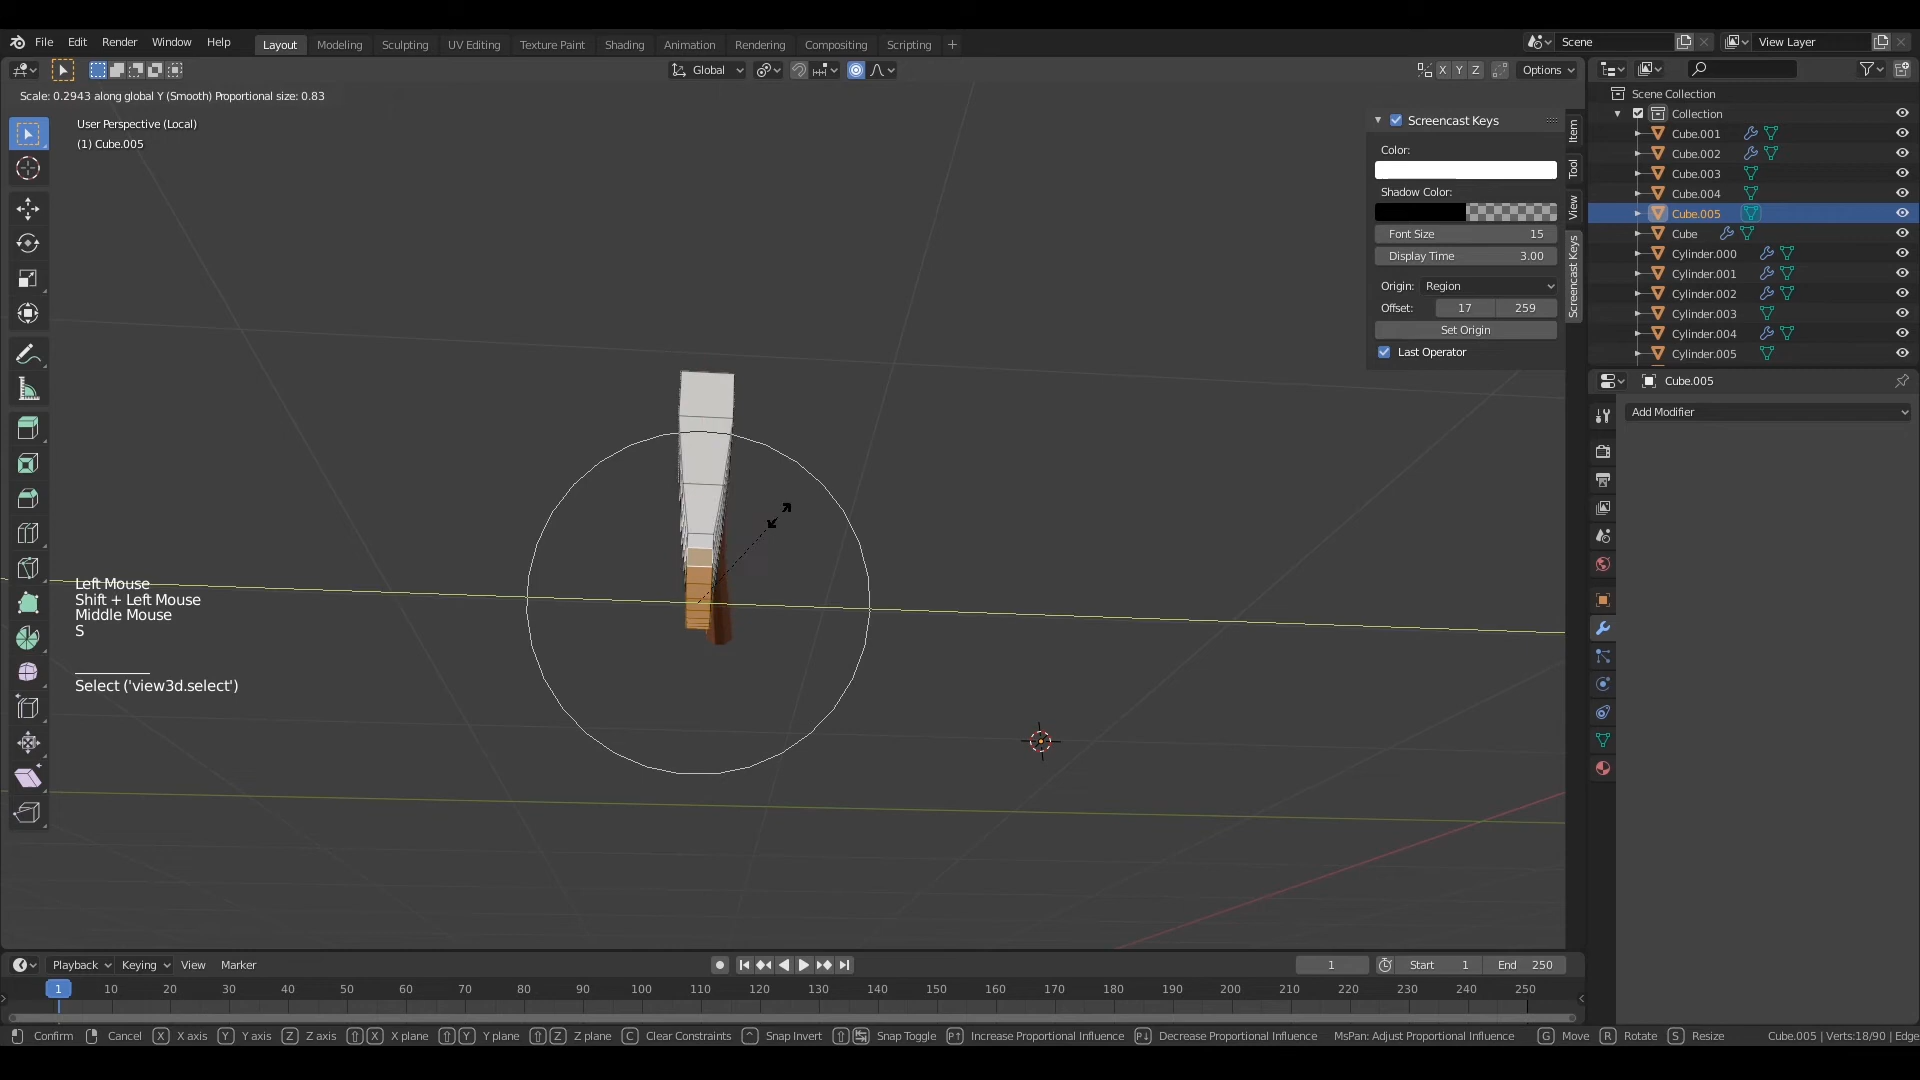 File Edit Render Window Help Layout Modeling Sculpting UV Editing Texture Paint Shading Animation Rendering Compositing Scripting + Scene View Layer
Global X Y Z Options
Scale: 0.2943 along global Y (Smooth) Proportional size: 0.83
User Perspective (Local)
(1) Cube.005
Screencast Keys
Color:
Shadow Color:
Font Size 15
Display Time 3.00
Origin: Region
Offset: 17 259
Set Origin
Last Operator
Item
Tool
View
Screencast Keys
Scene Collection
Collection
Cube.001
Cube.002
Cube.003
Cube.004
Cube.005
Cube
Cylinder.000
Cylinder.001
Cylinder.002
Cylinder.003
Cylinder.004
Cylinder.005
Cube.005
Add Modifier
Left Mouse
Shift + Left Mouse
Middle Mouse
S
Select ('view3d.select')
Playback Keying View Marker 1 Start 1 End 250
1 10 20 30 40 50 60 70 80 90 100 110 120 130 140 150 160 170 180 190 200 210 220 230 240 250
Confirm Cancel X X axis Y Y axis Z Z axis X X plane Y Y plane Z Z plane C Clear Constraints Snap Invert Snap Toggle Increase Proportional Influence Decrease Proportional Influence MsPan: Adjust Proportional Influence G Move R Rotate S Resize Cube.005 | Verts:18/90 | Edge